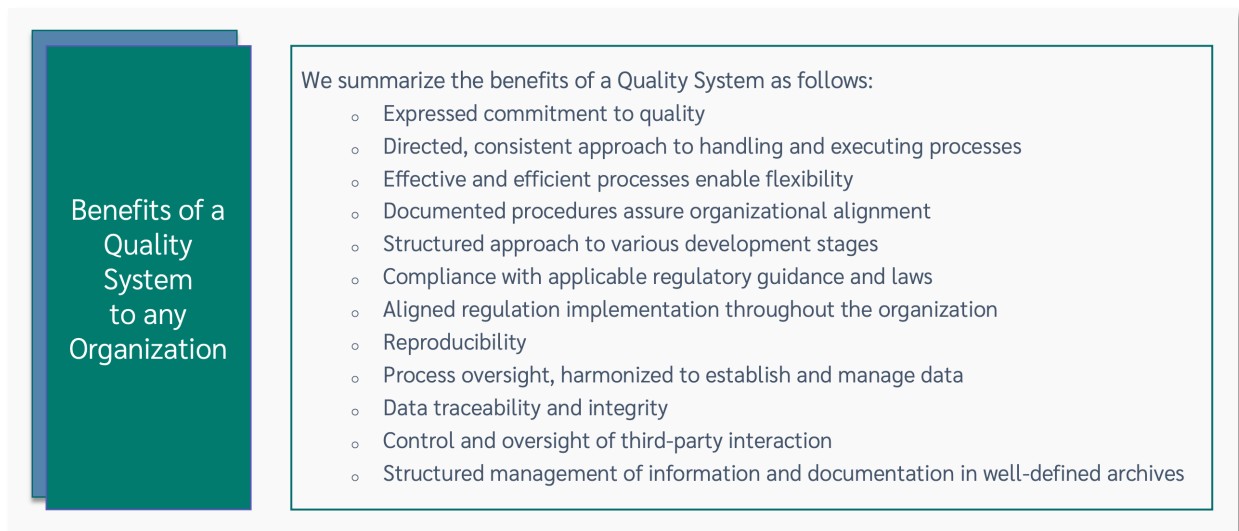 Benefits of a
Quality
System
to any
Organization
We summarize the benefits of a Quality System as follows:
○ Expressed commitment to quality
○ Directed, consistent approach to handling and executing processes
○ Effective and efficient processes enable flexibility
○ Documented procedures assure organizational alignment
○ Structured approach to various development stages
○ Compliance with applicable regulatory guidance and laws
○ Aligned regulation implementation throughout the organization
○ Reproducibility
○ Process oversight, harmonized to establish and manage data
○ Data traceability and integrity
○ Control and oversight of third-party interaction
○ Structured management of information and documentation in well-defined archives